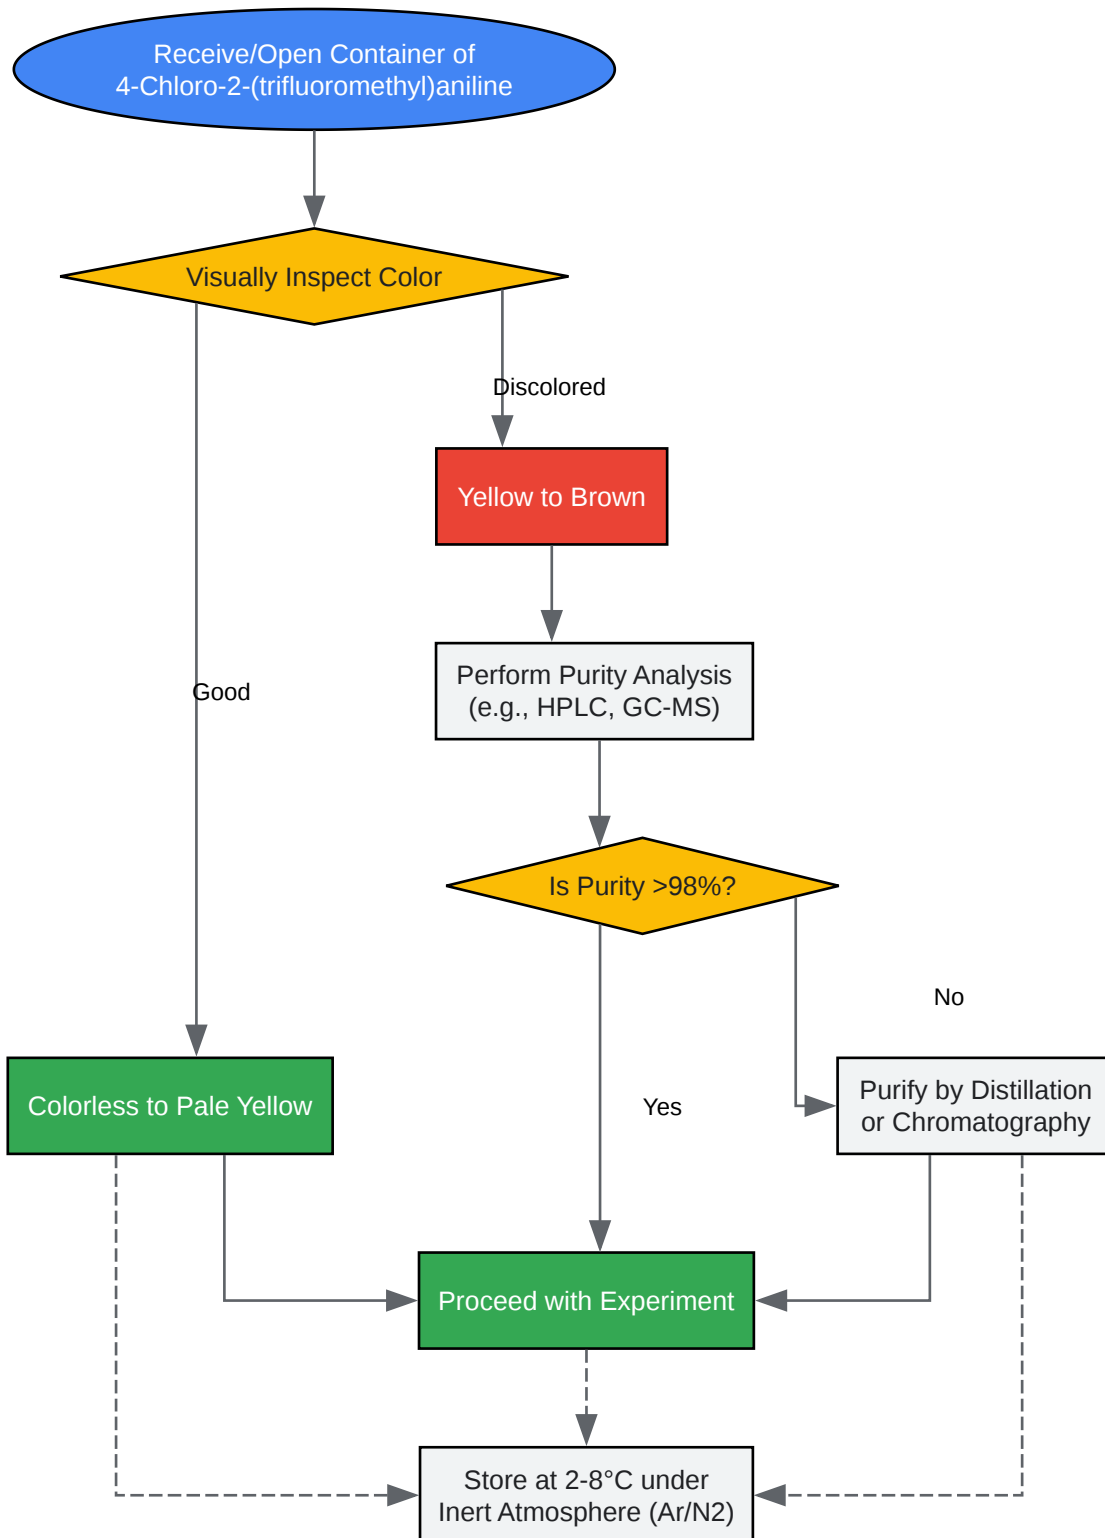 Receive/Open Container of
4-Chloro-2-(trifluoromethyl)aniline
Visually Inspect Color
Discolored
Yellow to Brown
Perform Purity Analysis
(e.g., HPLC, GC-MS)
Good
Is Purity >98%?
No
Colorless to Pale Yellow
Yes
Purify by Distillation
or Chromatography
Proceed with Experiment
Store at 2-8°C under
Inert Atmosphere (Ar/N2)